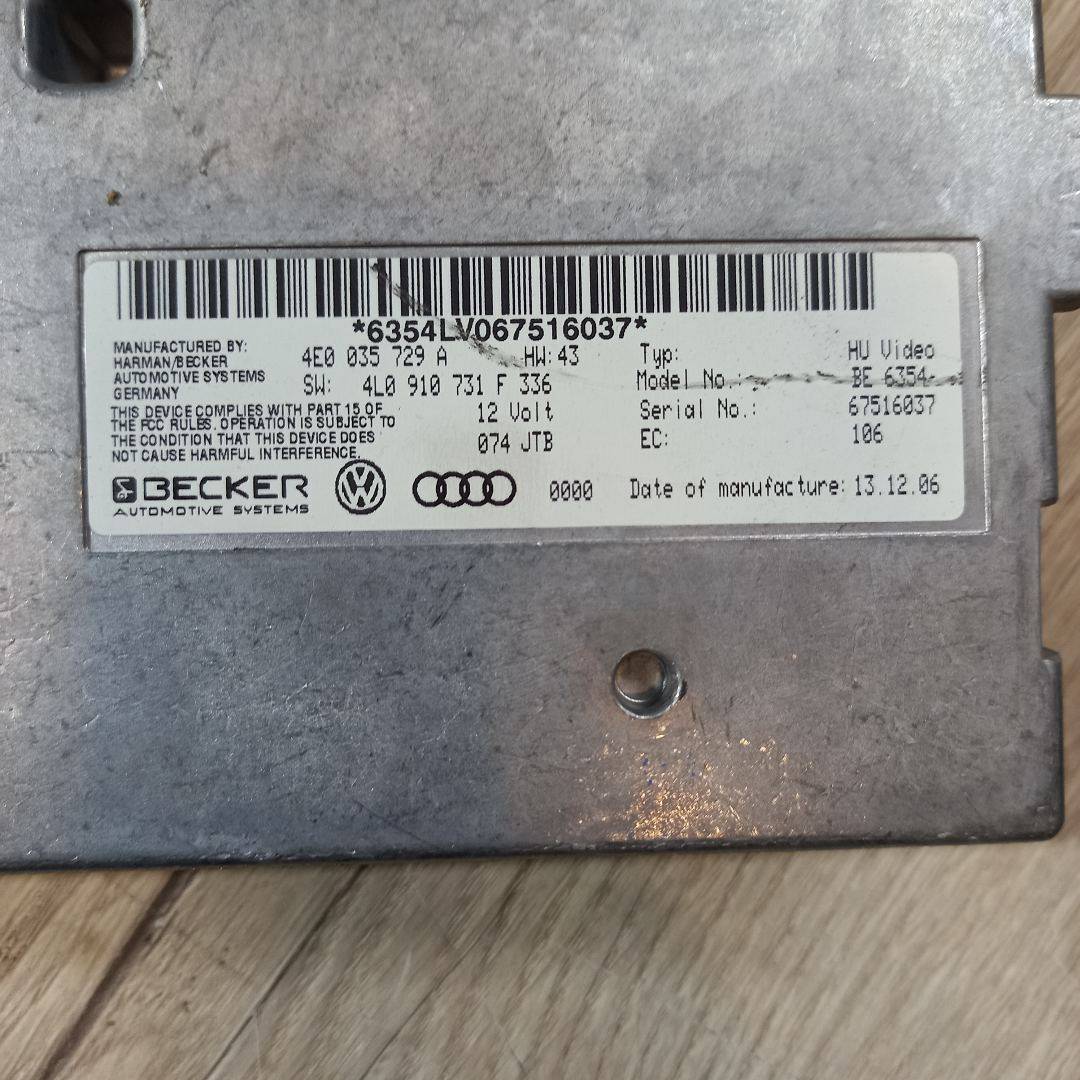 *6354LV067516037*
MANUFACTURED BY:
HARMAN/BECKER
AUTOMOTIVE SYSTEMS
GERMANY
4E0 035 729 A HW: 43
SW: 4L0 910 731 F 336
12 Volt
074 JTB
Typ: HU Video
Model No.: BE 6354-
Serial No.: 67516037
EC: 106
THIS DEVICE COMPLIES WITH PART 15 OF
THE FCC RULES. OPERATION IS SUBJECT TO
THE CONDITION THAT THIS DEVICE DOES
NOT CAUSE HARMFUL INTERFERENCE.
BECKER
AUTOMOTIVE SYSTEMS
0000 Date of manufacture: 13.12.06